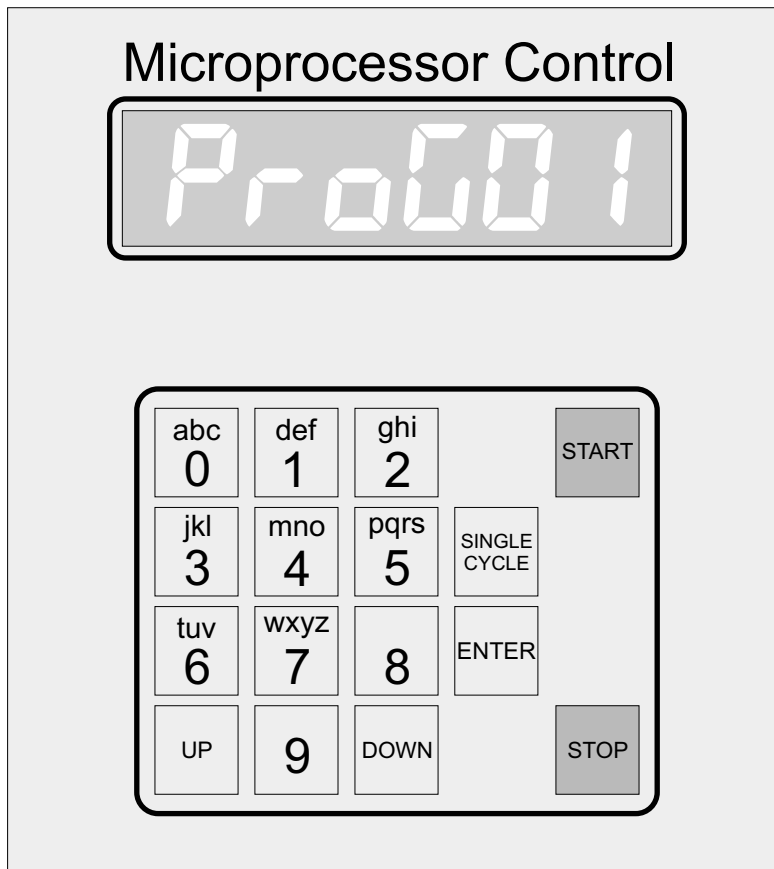 Microprocessor Control
ProG01
abc def ghi
0 1 2 START
jkl mno pqrs SINGLE
3 4 5 CYCLE
tuv wxyz ENTER
6 7 8
UP 9 DOWN STOP